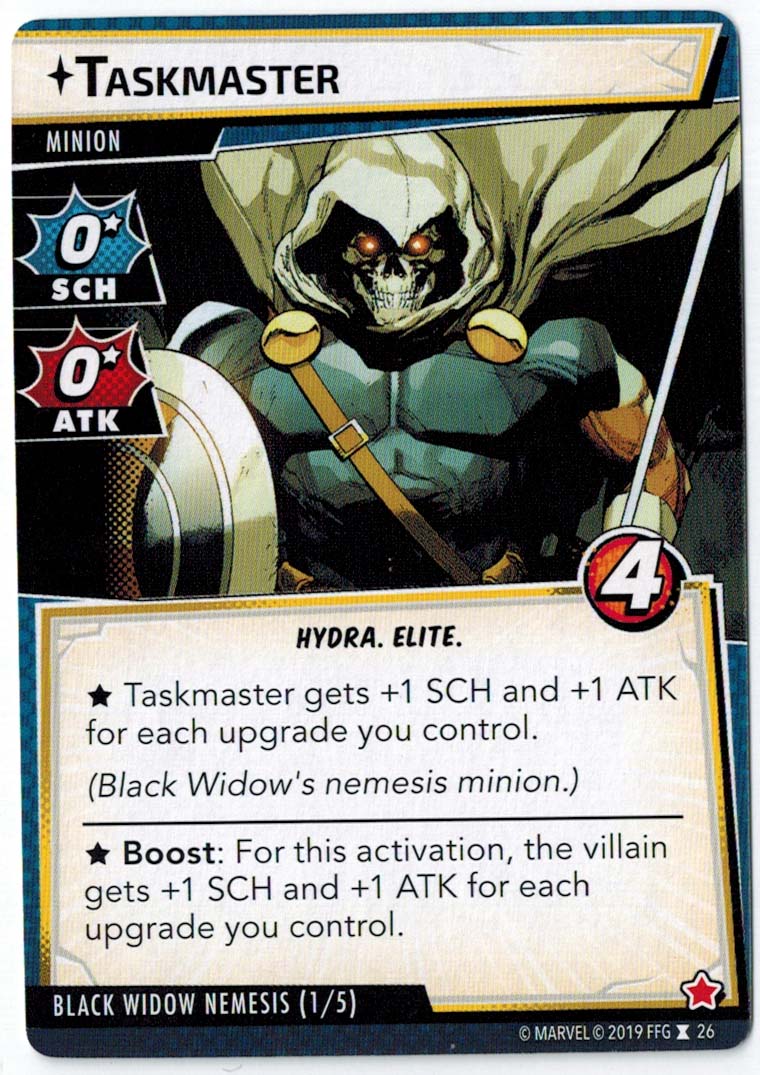 TASKMASTER
MINION
0
SCH
0
ATK
4
HYDRA. ELITE.
★ Taskmaster gets +1 SCH and +1 ATK
for each upgrade you control.
(Black Widow's nemesis minion.)
★ Boost: For this activation, the villain
gets +1 SCH and +1 ATK for each
upgrade you control.
BLACK WIDOW NEMESIS (1/5)
© MARVEL © 2019 FFG 26